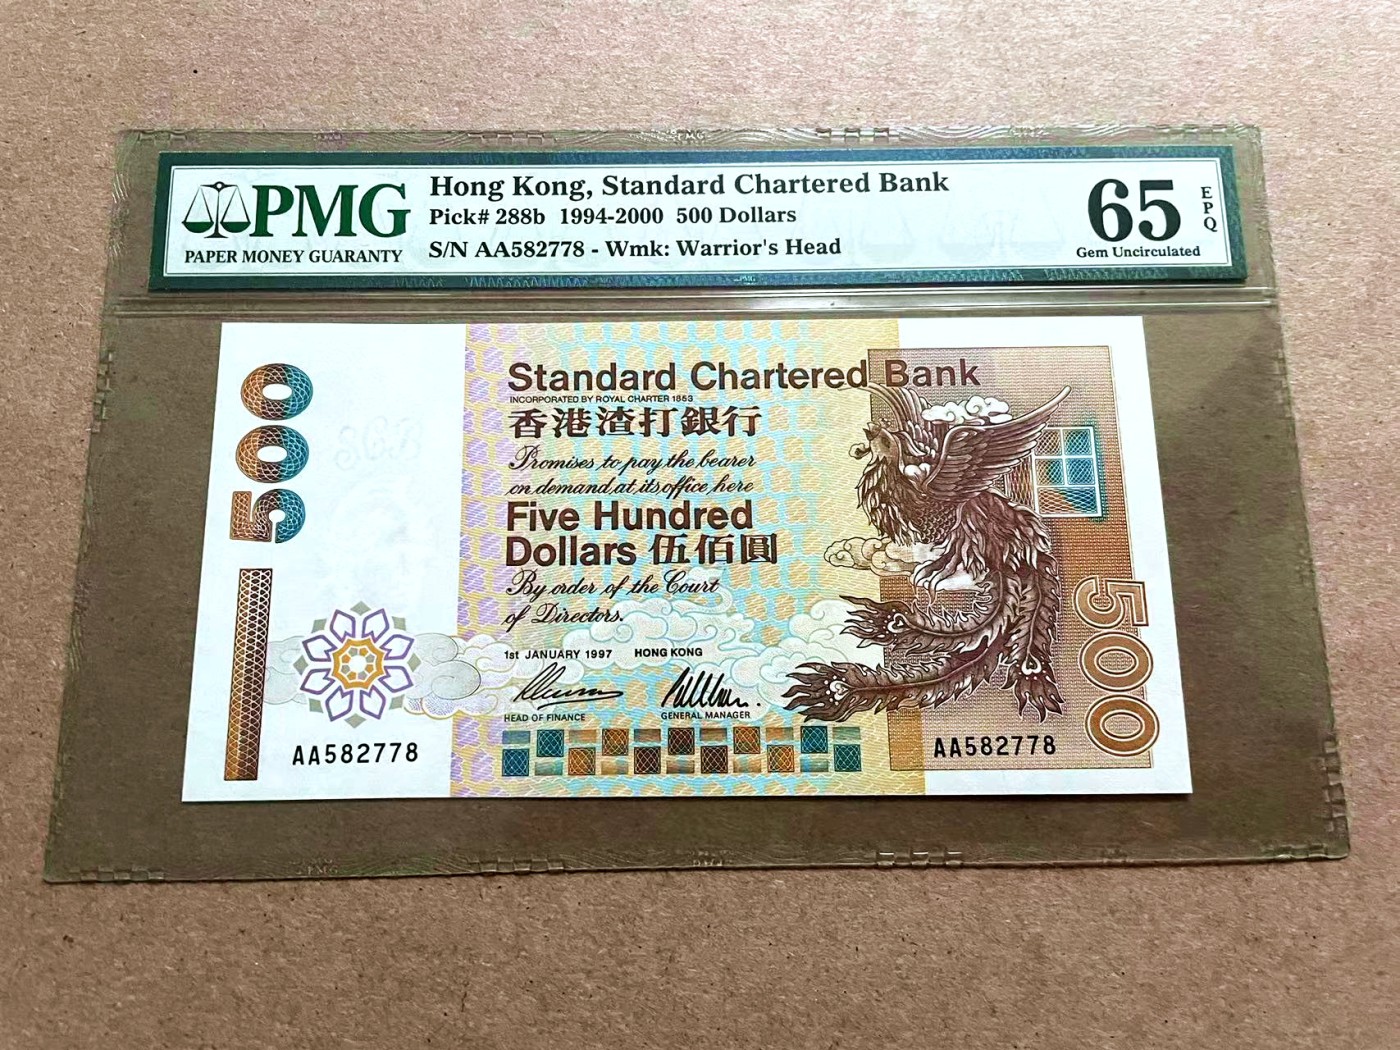 PMG
PAPER MONEY GUARANTY
Hong Kong, Standard Chartered Bank
Pick# 288b 1994-2000 500 Dollars
S/N AA582778 - Wmk: Warrior's Head
65
EPQ
Gem Uncirculated
500
Standard Chartered Bank
INCORPORATED BY ROYAL CHARTER 1853
香港渣打銀行
Promises to pay the bearer
on demand at its office here
Five Hundred
Dollars 伍佰圓
By order of the Court
of Directors.
1st JANUARY 1997 HONG KONG
HEAD OF FINANCE GENERAL MANAGER
AA582778
AA582778
500